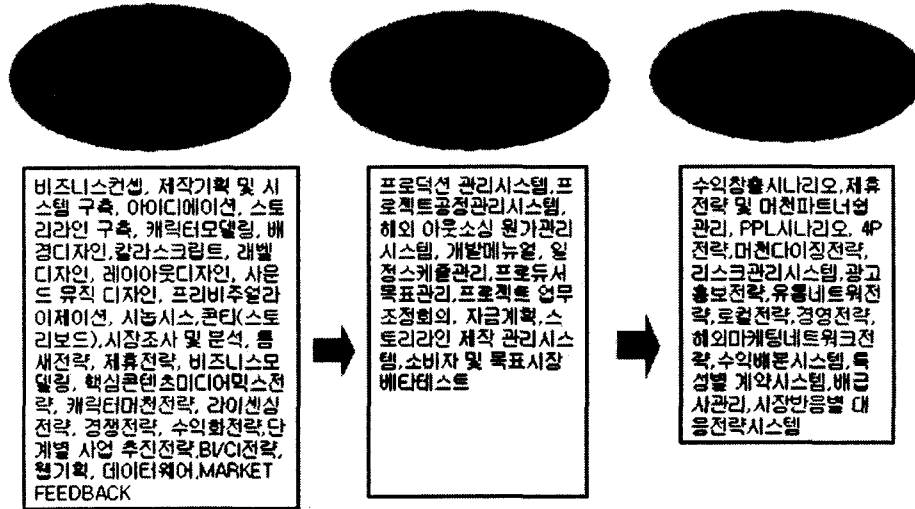 비즈니스컨셉, 제작기획 및 시
스템 구축, 아이디에이션, 스토
리라인 구축, 캐릭터모델링, 배
경디자인,칼라스크립트, 래벨
디자인, 레이아웃디자인, 사운
드 뮤직 디자인, 프리비주얼라
이제이션, 시놉시스,콘티(스토
리보드),시장조사 및 분석, 틈
새전략, 제휴전략, 비즈니스모
델링, 핵심콘텐츠미디어믹스전
략, 캐릭터머천전략, 라이센싱
전략, 경쟁전략, 수익화전략,단
계별 사업 추진전략,BI/CI전략,
웹기획, 데이터웨어,MARKET
FEEDBACK
프로덕션 관리시스템,프
로젝트공정관리시스템,
해외 아웃소싱 원가관리
시스템, 개발메뉴얼, 일
정스케줄관리,프로듀서
목표관리,프로젝트 업무
조정회의, 자금계획,스
토리라인 제작 관리시스
템,소비자 및 목표시장
베타테스트
수익창출시나리오,제휴
전략 및 머천파트너쉽
관리, PPL시나리오, 4P
전략,머천다이징전략,
리스크관리시스템,광고
홍보전략,유통네트워전
략,로컬전략,경영전략,
해외마케팅네트워크전
략,수익배분시스템,특
성별 계약시스템,배급
사관리,시장반응별 대
응전략시스템